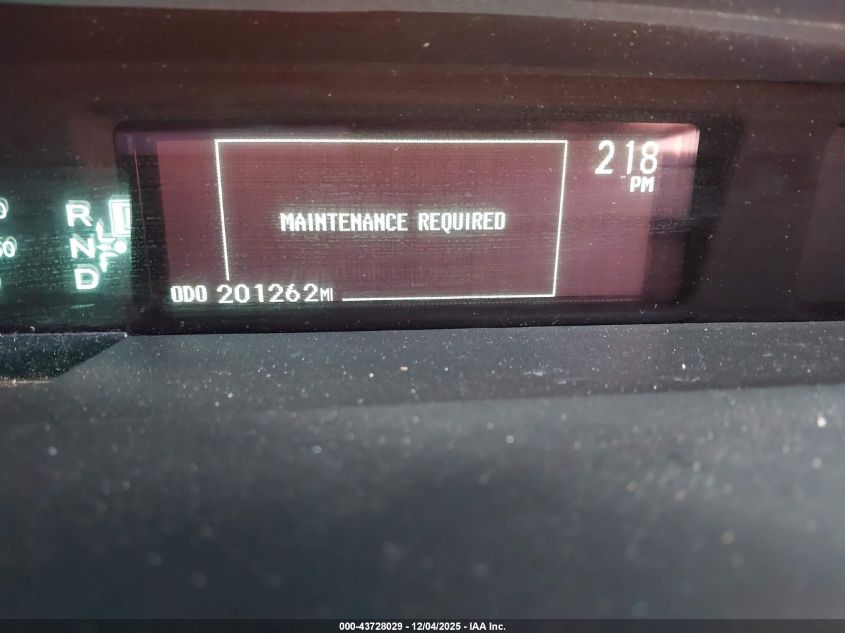 218
PM
MAINTENANCE REQUIRED
R
N
D
ODO 201262MI
000-43728029 - 12/04/2025 - IAA Inc.